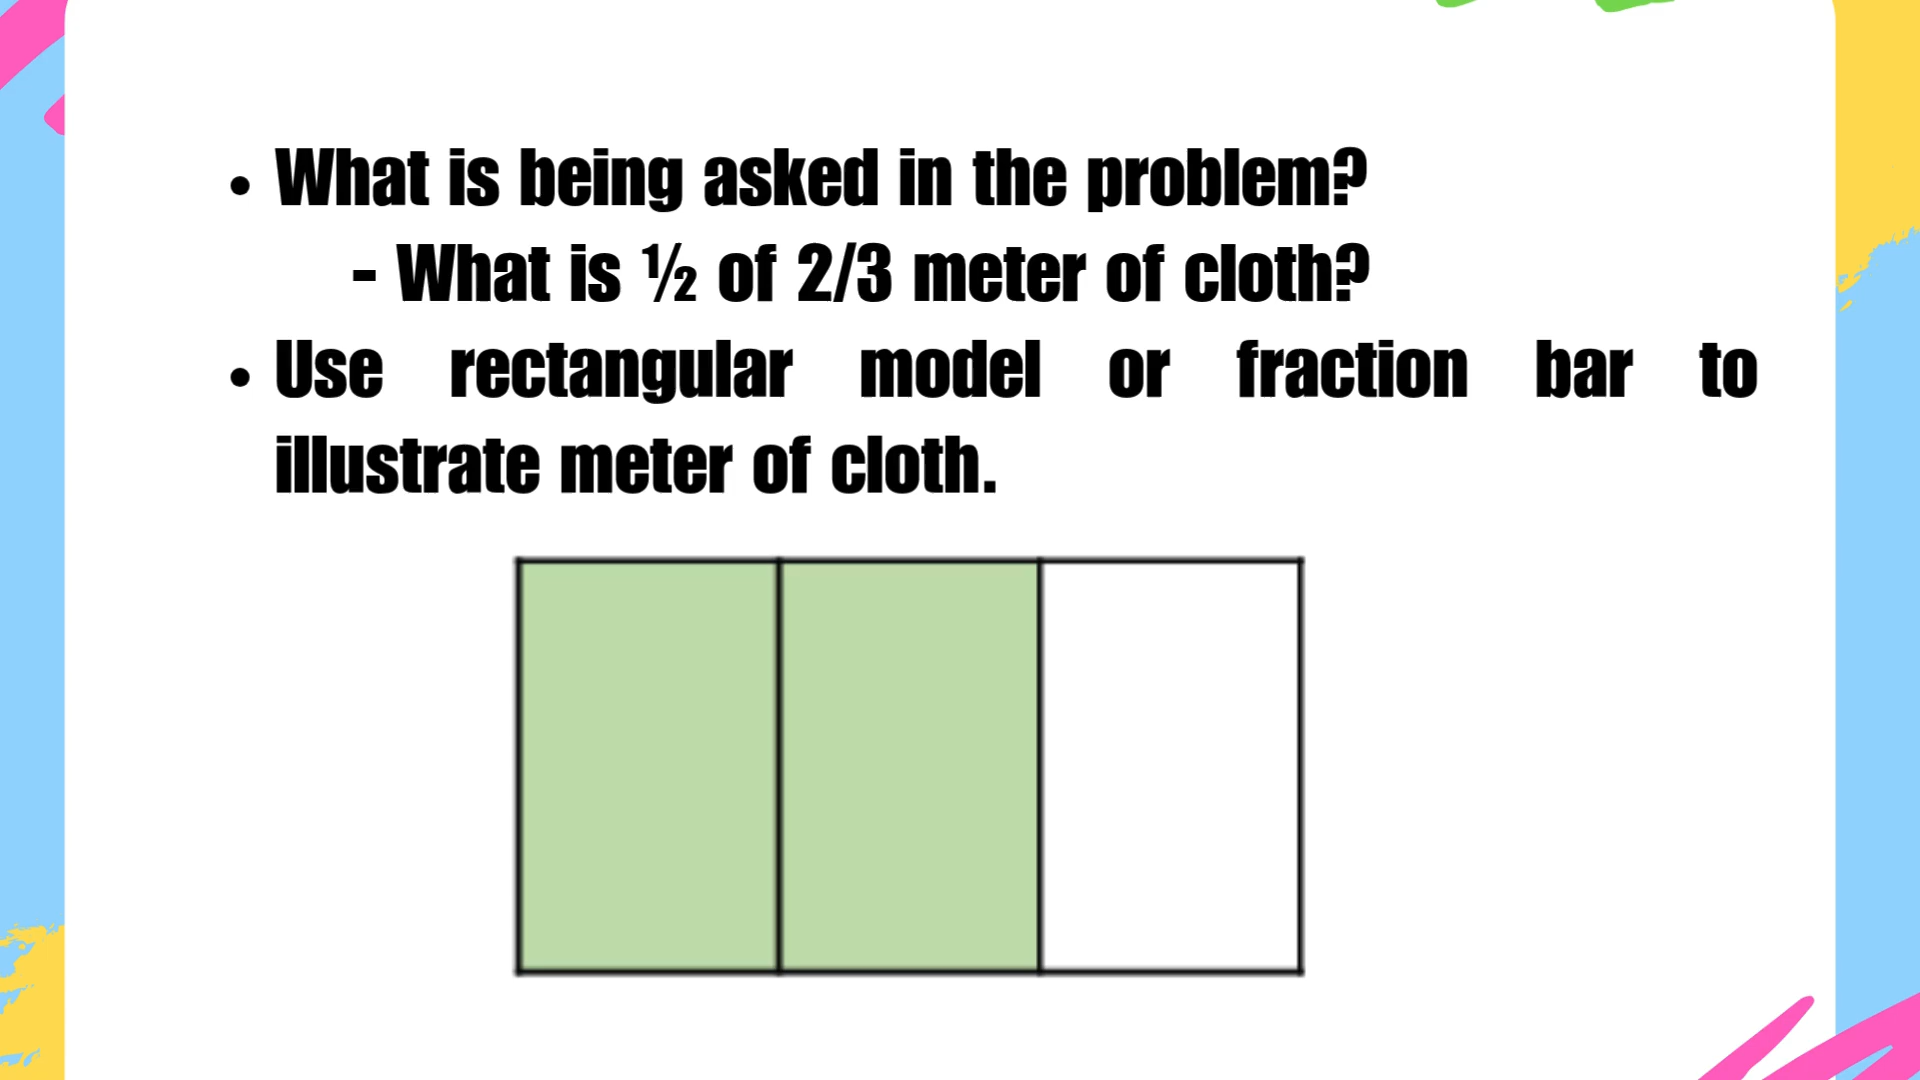 • What is being asked in the problem?
- What is ½ of 2/3 meter of cloth?
• Use rectangular model or fraction bar to
illustrate meter of cloth.